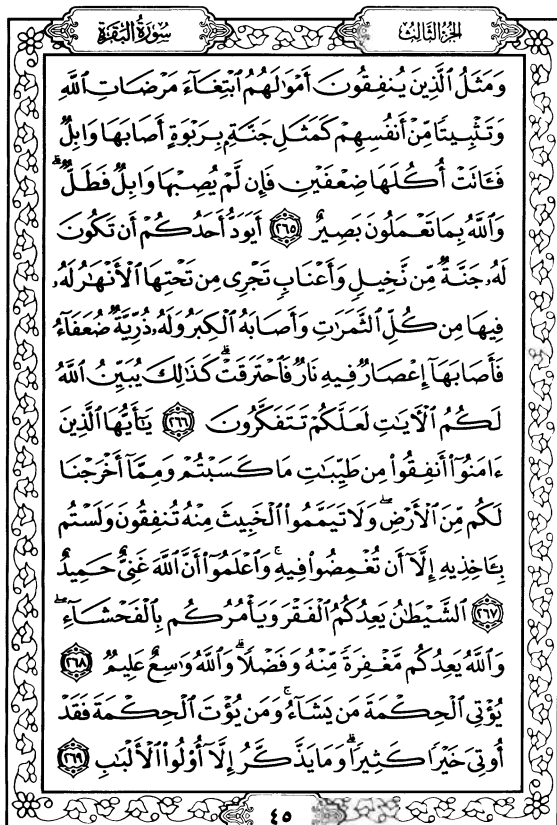 الجزء الثالث
سورة البقرة
وَمَثَلُ ٱلَّذِينَ يُنفِقُونَ أَمْوَٰلَهُمُ ٱبْتِغَآءَ مَرْضَاتِ ٱللَّهِ
وَتَثْبِيتًا مِّنْ أَنفُسِهِمْ كَمَثَلِ جَنَّةٍۭ بِرَبْوَةٍ أَصَابَهَا وَابِلٌ
فَـَٔاتَتْ أُكُلَهَا ضِعْفَيْنِ فَإِن لَّمْ يُصِبْهَا وَابِلٌ فَطَلٌّ ۗ
وَٱللَّهُ بِمَا تَعْمَلُونَ بَصِيرٌ ٢٦٥ أَيَوَدُّ أَحَدُكُمْ أَن تَكُونَ
لَهُۥ جَنَّةٌ مِّن نَّخِيلٍ وَأَعْنَابٍ تَجْرِى مِن تَحْتِهَا ٱلْأَنْهَٰرُ لَهُۥ
فِيهَا مِن كُلِّ ٱلثَّمَرَٰتِ وَأَصَابَهُ ٱلْكِبَرُ وَلَهُۥ ذُرِّيَّةٌ ضُعَفَآءُ
فَأَصَابَهَآ إِعْصَارٌ فِيهِ نَارٌ فَٱحْتَرَقَتْ ۗ كَذَٰلِكَ يُبَيِّنُ ٱللَّهُ
لَكُمُ ٱلْـَٔايَٰتِ لَعَلَّكُمْ تَتَفَكَّرُونَ ٢٦٦ يَٰٓأَيُّهَا ٱلَّذِينَ
ءَامَنُوٓا۟ أَنفِقُوا۟ مِن طَيِّبَٰتِ مَا كَسَبْتُمْ وَمِمَّآ أَخْرَجْنَا
لَكُم مِّنَ ٱلْأَرْضِ ۖ وَلَا تَيَمَّمُوا۟ ٱلْخَبِيثَ مِنْهُ تُنفِقُونَ وَلَسْتُم
بِـَٔاخِذِيهِ إِلَّآ أَن تُغْمِضُوا۟ فِيهِ ۚ وَٱعْلَمُوٓا۟ أَنَّ ٱللَّهَ غَنِىٌّ حَمِيدٌ
٢٦٧ ٱلشَّيْطَٰنُ يَعِدُكُمُ ٱلْفَقْرَ وَيَأْمُرُكُم بِٱلْفَحْشَآءِ ۖ
وَٱللَّهُ يَعِدُكُم مَّغْفِرَةً مِّنْهُ وَفَضْلًا ۗ وَٱللَّهُ وَٰسِعٌ عَلِيمٌ ٢٦٨
يُؤْتِى ٱلْحِكْمَةَ مَن يَشَآءُ ۚ وَمَن يُؤْتَ ٱلْحِكْمَةَ فَقَدْ
أُوتِىَ خَيْرًا كَثِيرًا ۗ وَمَا يَذَّكَّرُ إِلَّآ أُو۟لُوا۟ ٱلْأَلْبَٰبِ ٢٦٩
٤٥